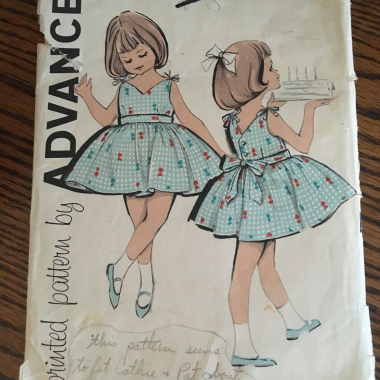 printed pattern by ADVANCE
this pattern seems
to fit Cathie + Pat about